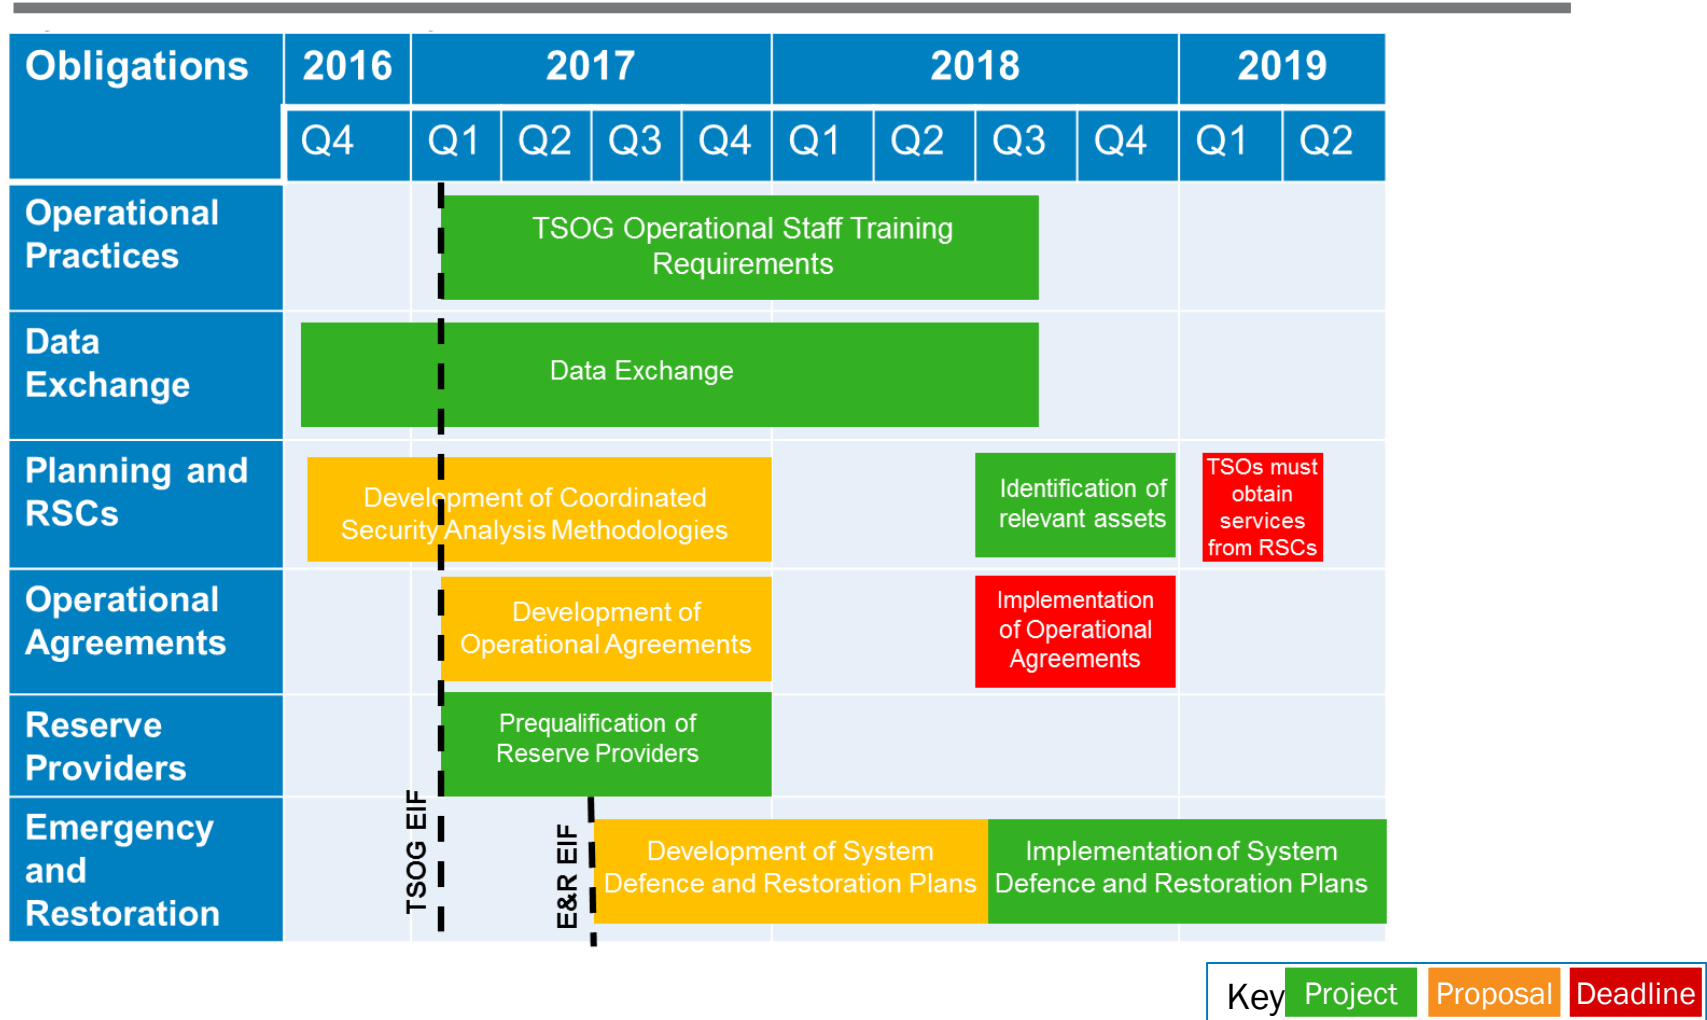 Obligations 2016 2017 2018 2019
Q4 Q1 Q2 Q3 Q4 Q1 Q2 Q3 Q4 Q1 Q2
Operational
Practices
TSOG Operational Staff Training
Requirements
Data
Exchange
Data Exchange
Planning and
RSCs
Development of Coordinated
Security Analysis Methodologies
Identification of
relevant assets
TSOs must
obtain
services
from RSCs
Operational
Agreements
Development of
Operational Agreements
Implementation
of Operational
Agreements
Reserve
Providers
Prequalification of
Reserve Providers
Emergency
and
Restoration
TSOG EIF
E&R EIF
Development of System
Defence and Restoration Plans
Implementation of System
Defence and Restoration Plans
Key Project Proposal Deadline